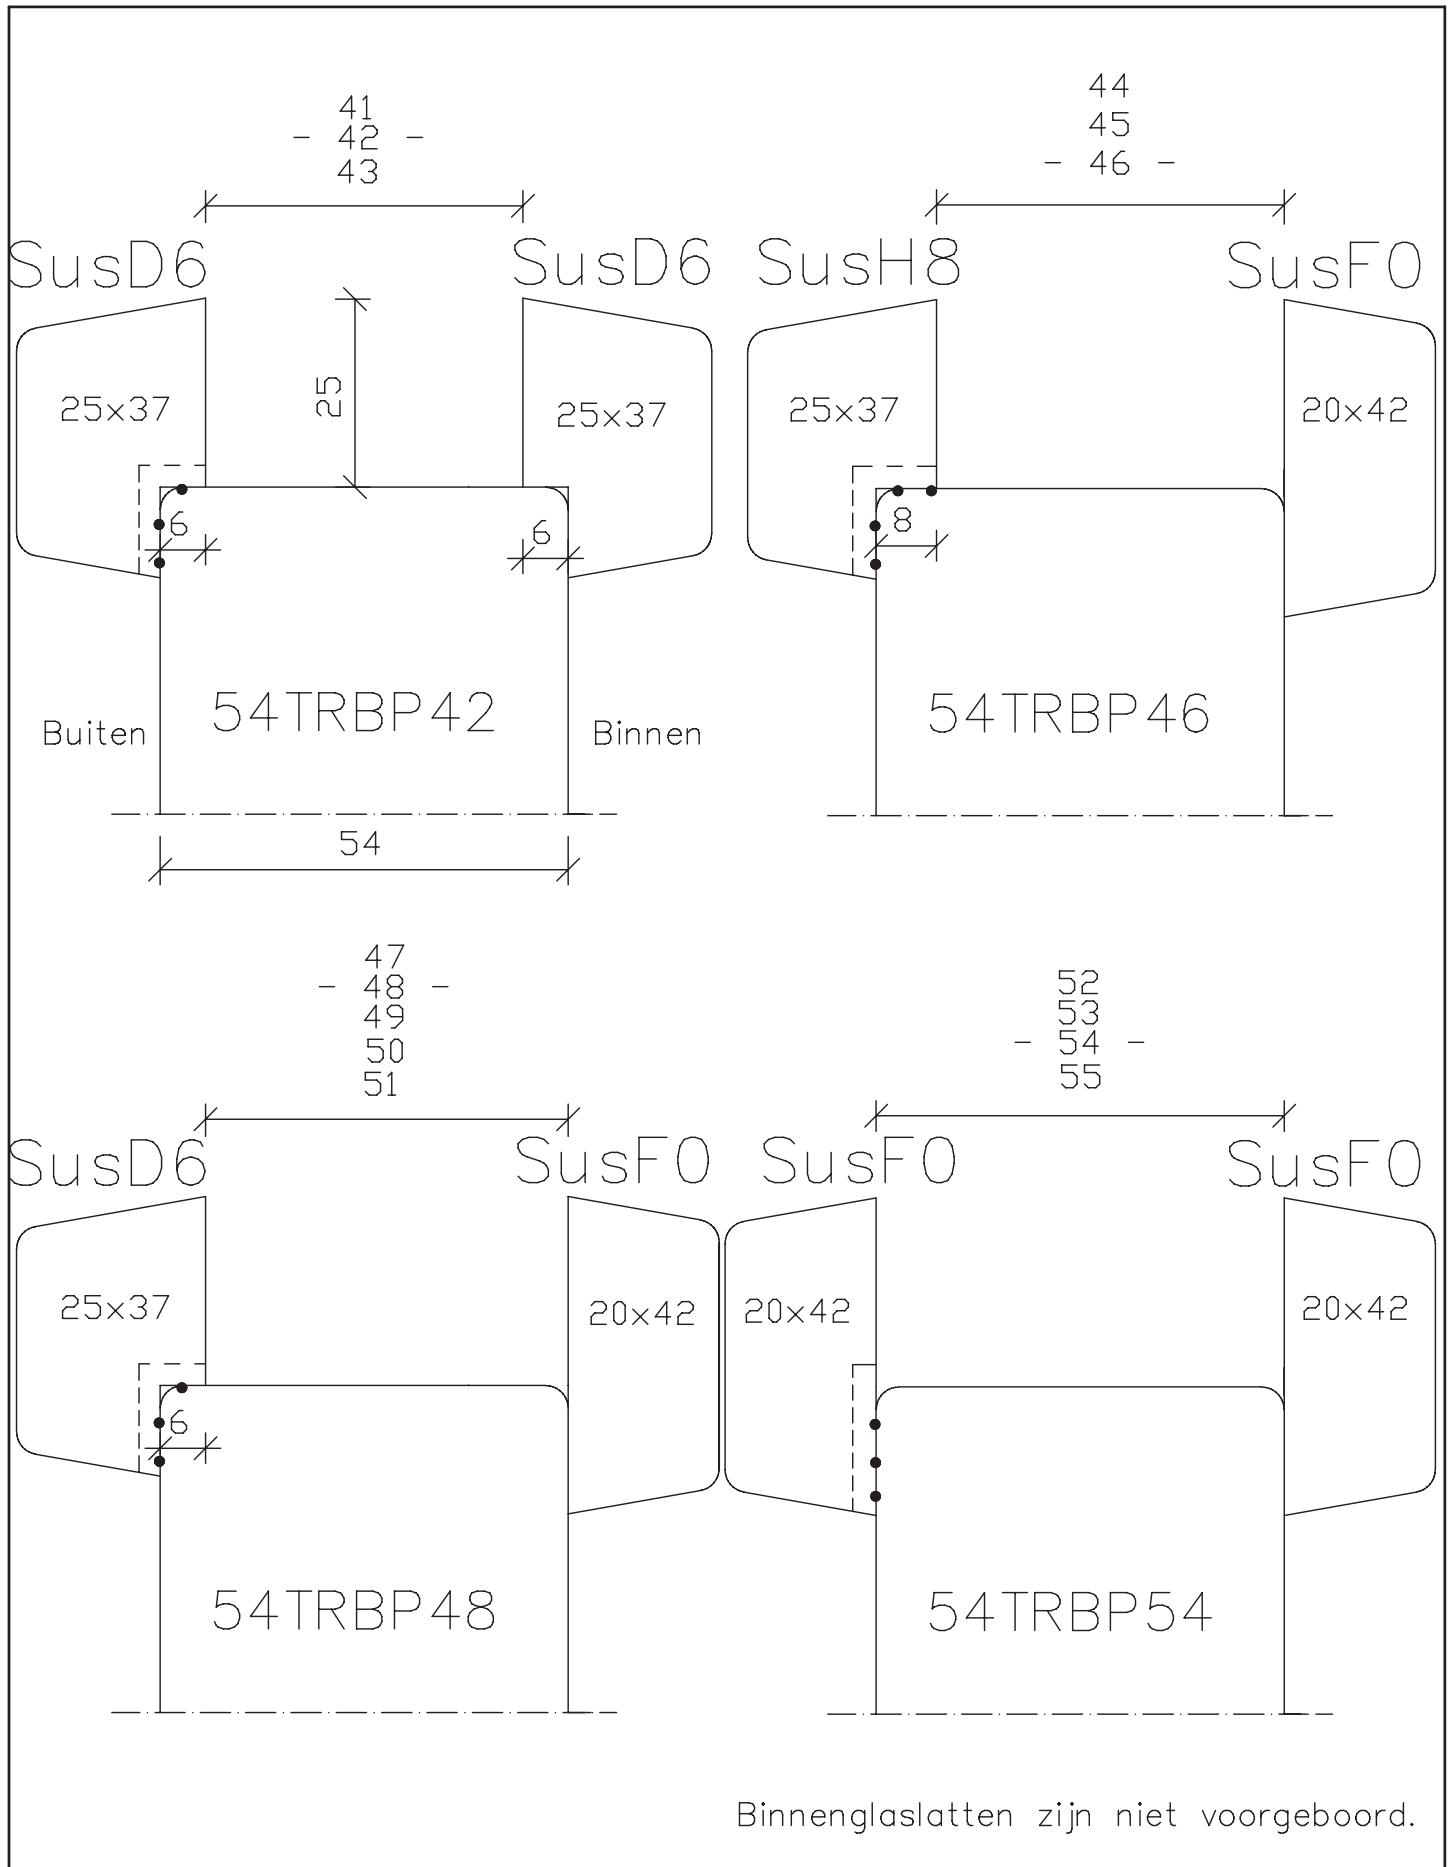 41
- 42 -
43
SusD6
SusD6
25
25x37
25x37
6
6
54TRBP42
Buiten
Binnen
54
44
45
- 46 -
SusH8
SusF0
25x37
20x42
8
54TRBP46
47
- 48 -
49
50
51
SusD6
SusF0
25x37
20x42
6
54TRBP48
52
53
- 54 -
55
SusF0
SusF0
20x42
20x42
54TRBP54
Binnenglaslatten zijn niet voorgeboord.